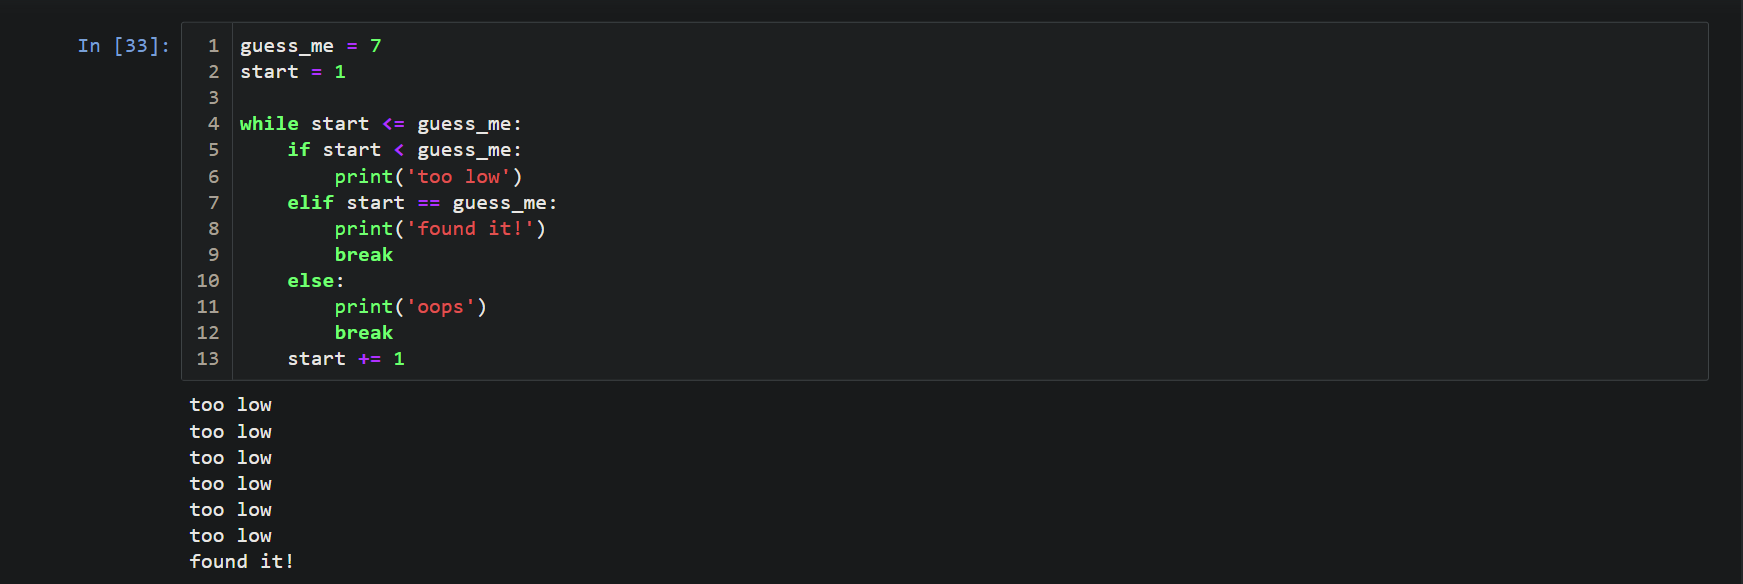 In [33]:
1 guess_me = 7
2 start = 1
3
4 while start <= guess_me:
5     if start < guess_me:
6         print('too low')
7     elif start == guess_me:
8         print('found it!')
9         break
10     else:
11         print('oops')
12         break
13     start += 1
too low
too low
too low
too low
too low
too low
found it!